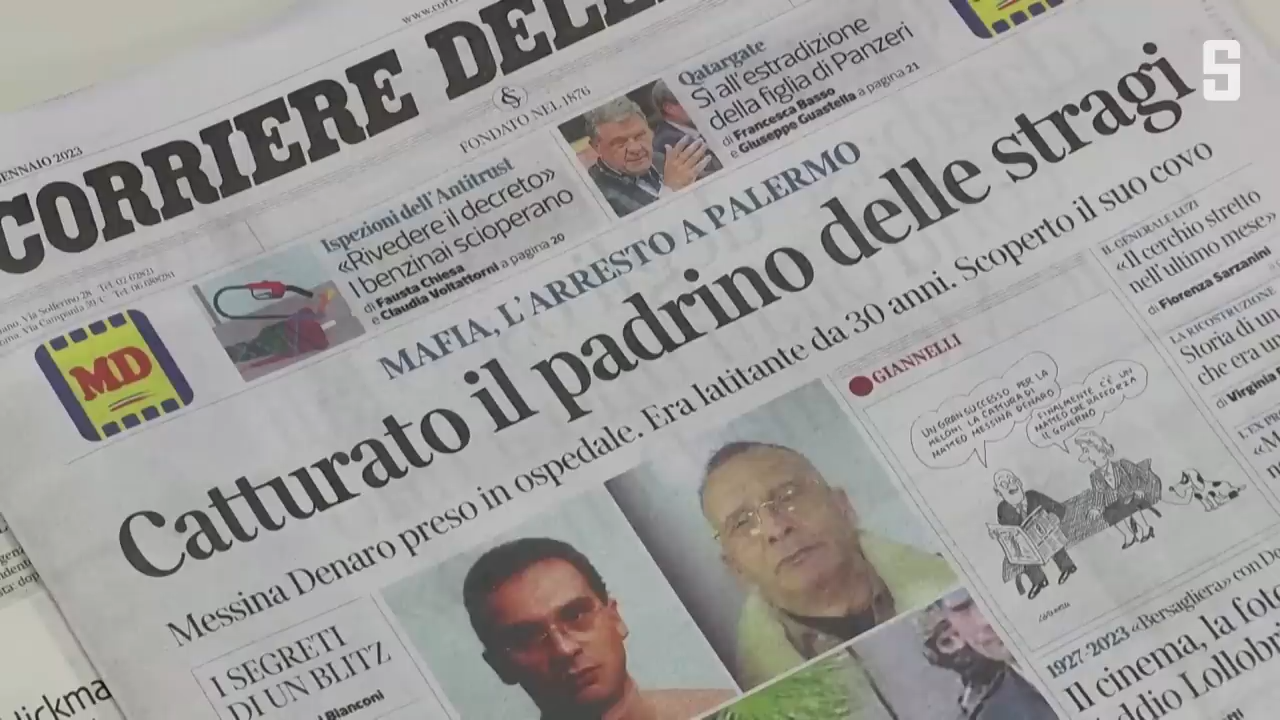 CORRIERE DELL
GENNAIO 2023
FONDATO NEL 1876
Ispezioni dell'Antitrust
«Rivedere il decreto»
I benzinai scioperano
di Fausta Chiesa
e Claudia Voltattorni a pagina 20
Qatargate
Sì all'estradizione
della figlia di Panzeri
di Francesca Basso
e Giuseppe Guastella a pagina 21
S
MD
MAFIA, L'ARRESTO A PALERMO
Catturato il padrino delle stragi
Messina Denaro preso in ospedale. Era latitante da 30 anni. Scoperto il suo covo
I SEGRETI
DI UN BLITZ
Bianconi
GIANNELLI
UN GRAN SUCCESSO PER LA
MELONI LA CATTURA DI
MATTEO MESSINA DENARO
FINALMENTE C'È UN
MATTEO CHE RAFFORZA
IL GOVERNO
GIANNELLI
IL GENERALE LUZI
«Il cerchio stretto
nell'ultimo mese»
di Fiorenza Sarzanini
LA RICOSTRUZIONE
Storia di un
che era un
di Virginia
1927-2023 «Bersagliera» con De
Il cinema, la foto
ddio Lollobr
ickma